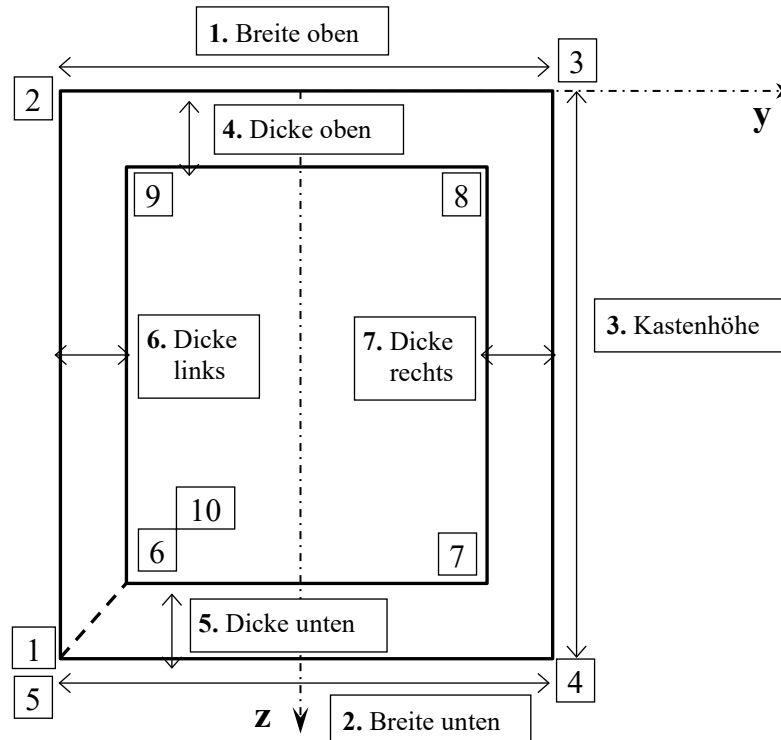 1. Breite oben
3
2
y
4. Dicke oben
9
8
6. Dicke
links
7. Dicke
rechts
3. Kastenhöhe
10
6
7
5. Dicke unten
1
5
4
z
2. Breite unten